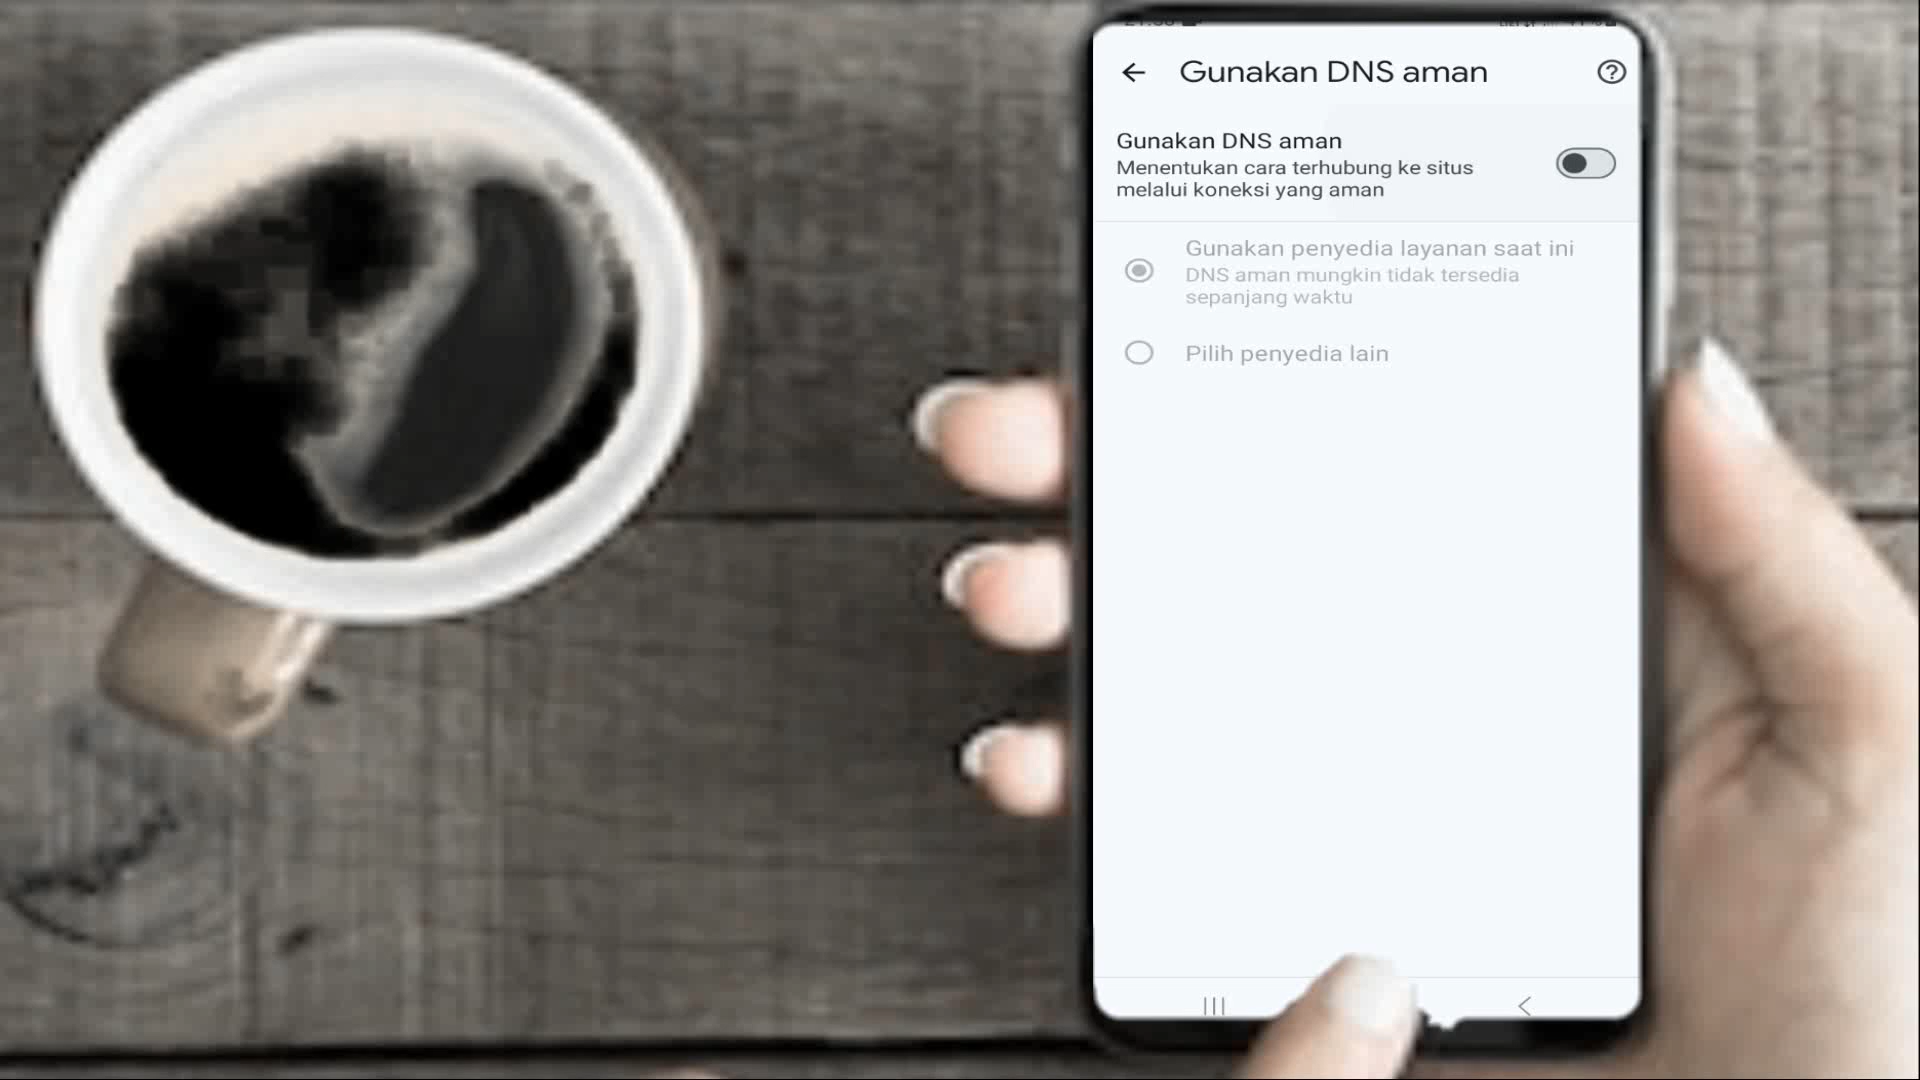 Gunakan DNS aman
Gunakan DNS aman
Menentukan cara terhubung ke situs
melalui koneksi yang aman
Gunakan penyedia layanan saat ini
DNS aman mungkin tidak tersedia
sepanjang waktu
Pilih penyedia lain